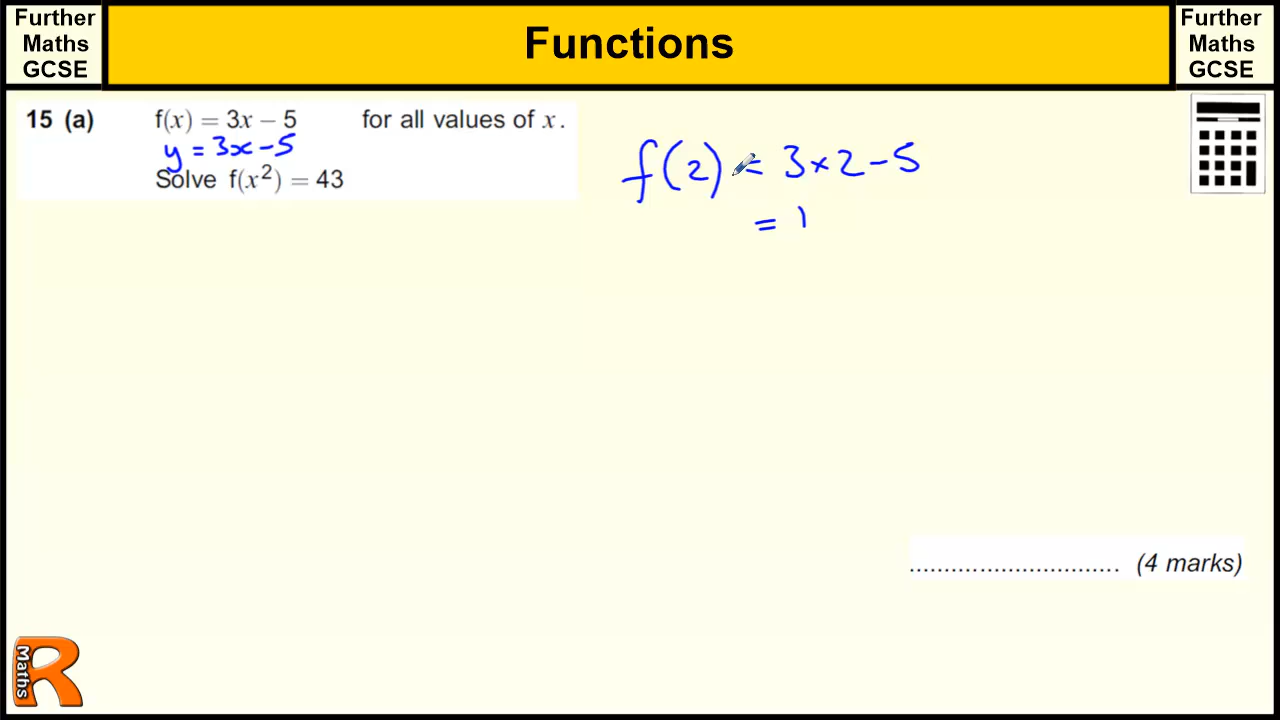 Further
Maths
GCSE
Functions
Further
Maths
GCSE
15 (a) f(x) = 3x − 5 for all values of x.
y = 3x − 5
Solve f(x²) = 43
f(2) = 3 × 2 − 5
= 1
............................. (4 marks)
R
Maths